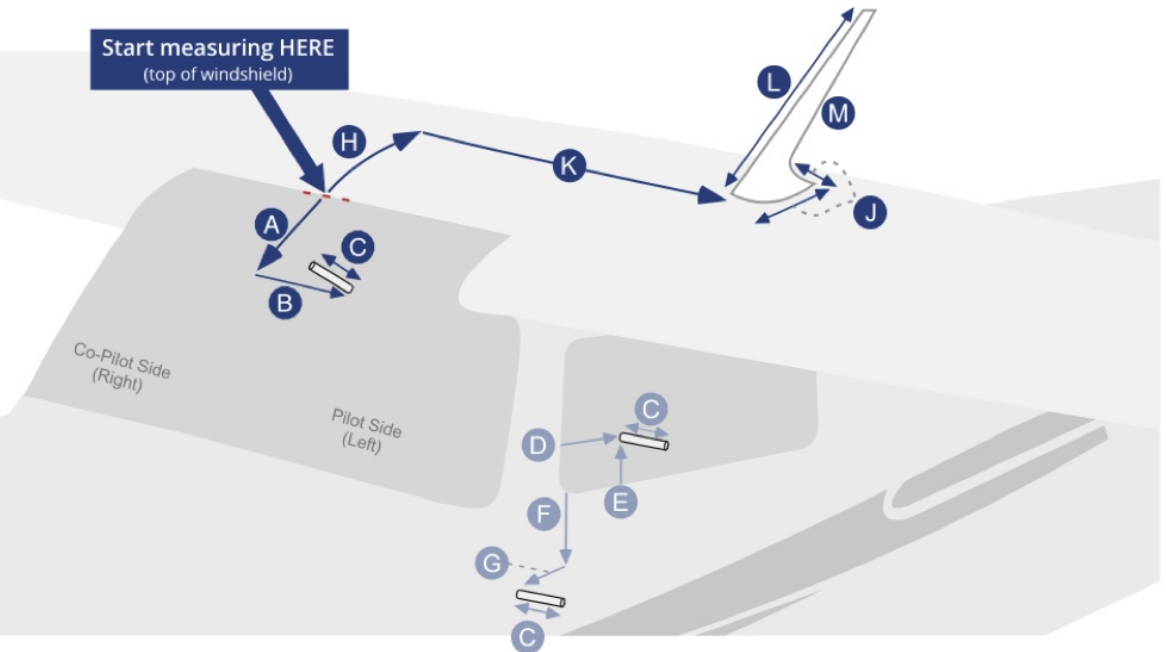 Start measuring HERE
(top of windshield)
L
M
H
K
J
A
C
B
Co-Pilot Side
(Right)
Pilot Side
(Left)
C
D
E
F
G
C